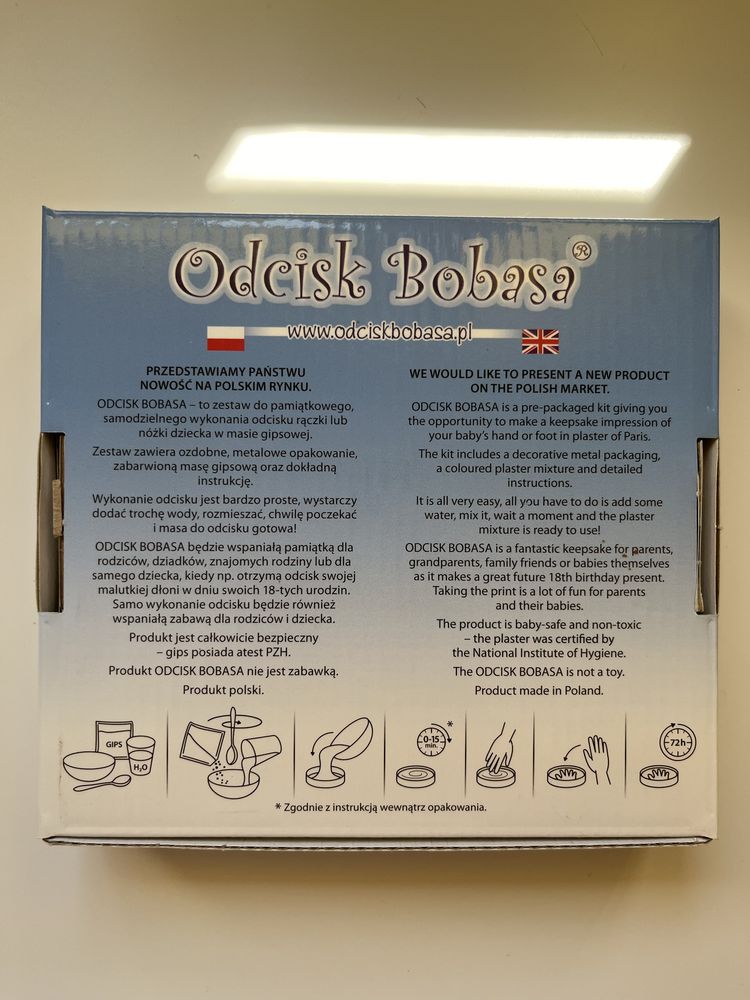 Odcisk Bobasa®
www.odciskbobasa.pl
PRZEDSTAWIAMY PAŃSTWU
NOWOŚĆ NA POLSKIM RYNKU.
ODCISK BOBASA – to zestaw do pamiątkowego,
samodzielnego wykonania odcisku rączki lub
nóżki dziecka w masie gipsowej.
Zestaw zawiera ozdobne, metalowe opakowanie,
zabarwioną masę gipsową oraz dokładną
instrukcję.
Wykonanie odcisku jest bardzo proste, wystarczy
dodać trochę wody, rozmieszać, chwilę poczekać
i masa do odcisku gotowa!
ODCISK BOBASA będzie wspaniałą pamiątką dla
rodziców, dziadków, znajomych rodziny lub dla
samego dziecka, kiedy np. otrzymą odcisk swojej
malutkiej dłoni w dniu swoich 18-tych urodzin.
Samo wykonanie odcisku będzie również
wspaniałą zabawą dla rodziców i dziecka.
Produkt jest całkowicie bezpieczny
– gips posiada atest PZH.
Produkt ODCISK BOBASA nie jest zabawką.
Produkt polski.
WE WOULD LIKE TO PRESENT A NEW PRODUCT
ON THE POLISH MARKET.
ODCISK BOBASA is a pre-packaged kit giving you
the opportunity to make a keepsake impression of
your baby's hand or foot in plaster of Paris.
The kit includes a decorative metal packaging,
a coloured plaster mixture and detailed
instructions.
It is all very easy, all you have to do is add some
water, mix it, wait a moment and the plaster
mixture is ready to use!
ODCISK BOBASA is a fantastic keepsake for parents,
grandparents, family friends or babies themselves
as it makes a great future 18th birthday present.
Taking the print is a lot of fun for parents
and their babies.
The product is baby-safe and non-toxic
– the plaster was certified by
the National Institute of Hygiene.
The ODCISK BOBASA is not a toy.
Product made in Poland.
GIPS
H₂O
0-15
min.
*
72h
* Zgodnie z instrukcją wewnątrz opakowania.